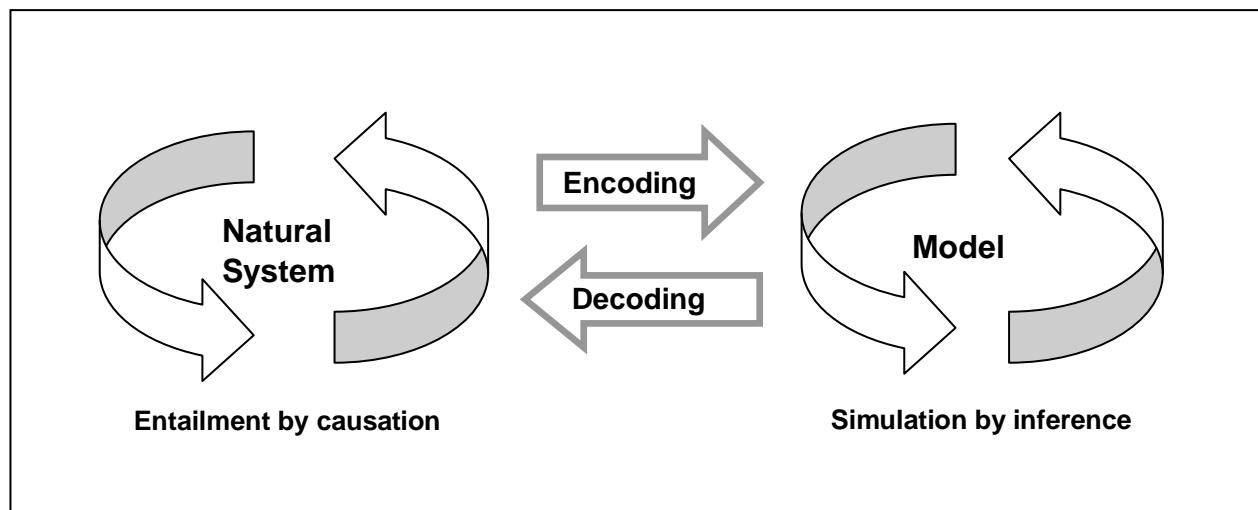 Encoding
Natural
System
Model
Decoding
Entailment by causation
Simulation by inference